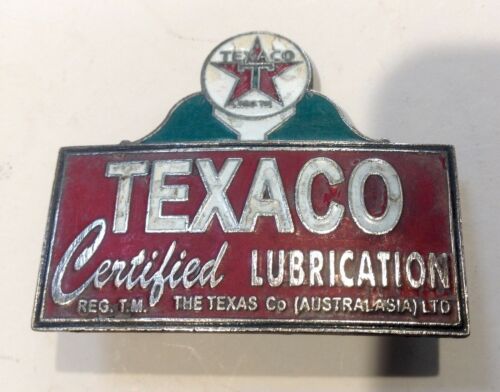 TEXACO
TEXACO
Certified LUBRICATION
REG. T.M. THE TEXAS Co (AUSTRALASIA) LTD